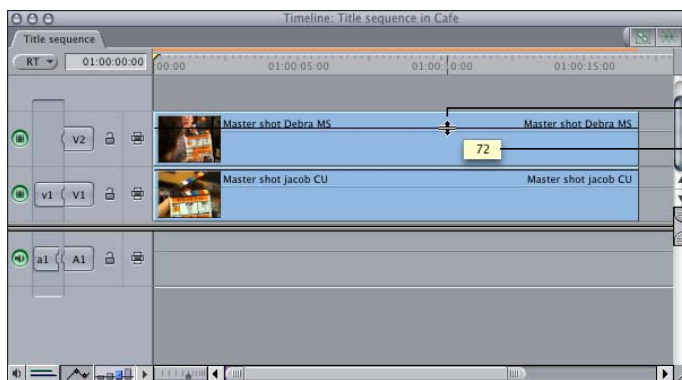 Timeline: Title sequence in Cafe
Title sequence
RT
01:00:00:00
00:00
01:00:05:00
01:00:10:00
01:00:15:00
V2
Master shot Debra MS
Master shot Debra MS
72
v1
V1
Master shot jacob CU
Master shot jacob CU
a1
A1